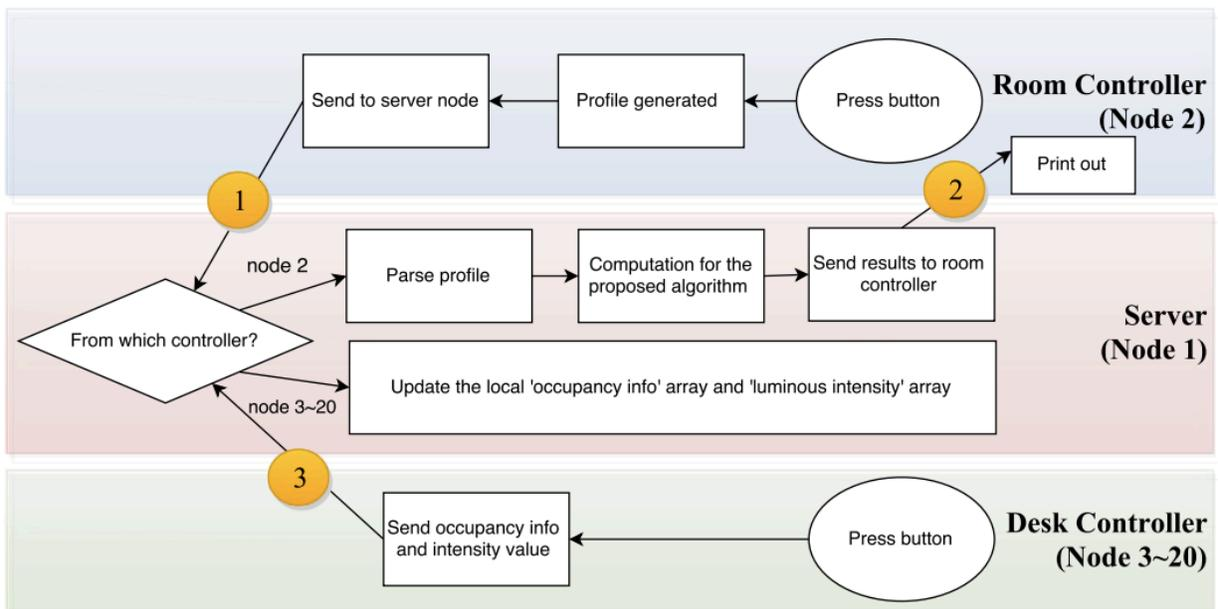 Room Controller
(Node 2)
Press button
Profile generated
Send to server node
Print out
1
2
node 2
Parse profile
Computation for the
proposed algorithm
Send results to room
controller
From which controller?
Server
(Node 1)
Update the local 'occupancy info' array and 'luminous intensity' array
node 3~20
3
Send occupancy info
and intensity value
Press button
Desk Controller
(Node 3~20)